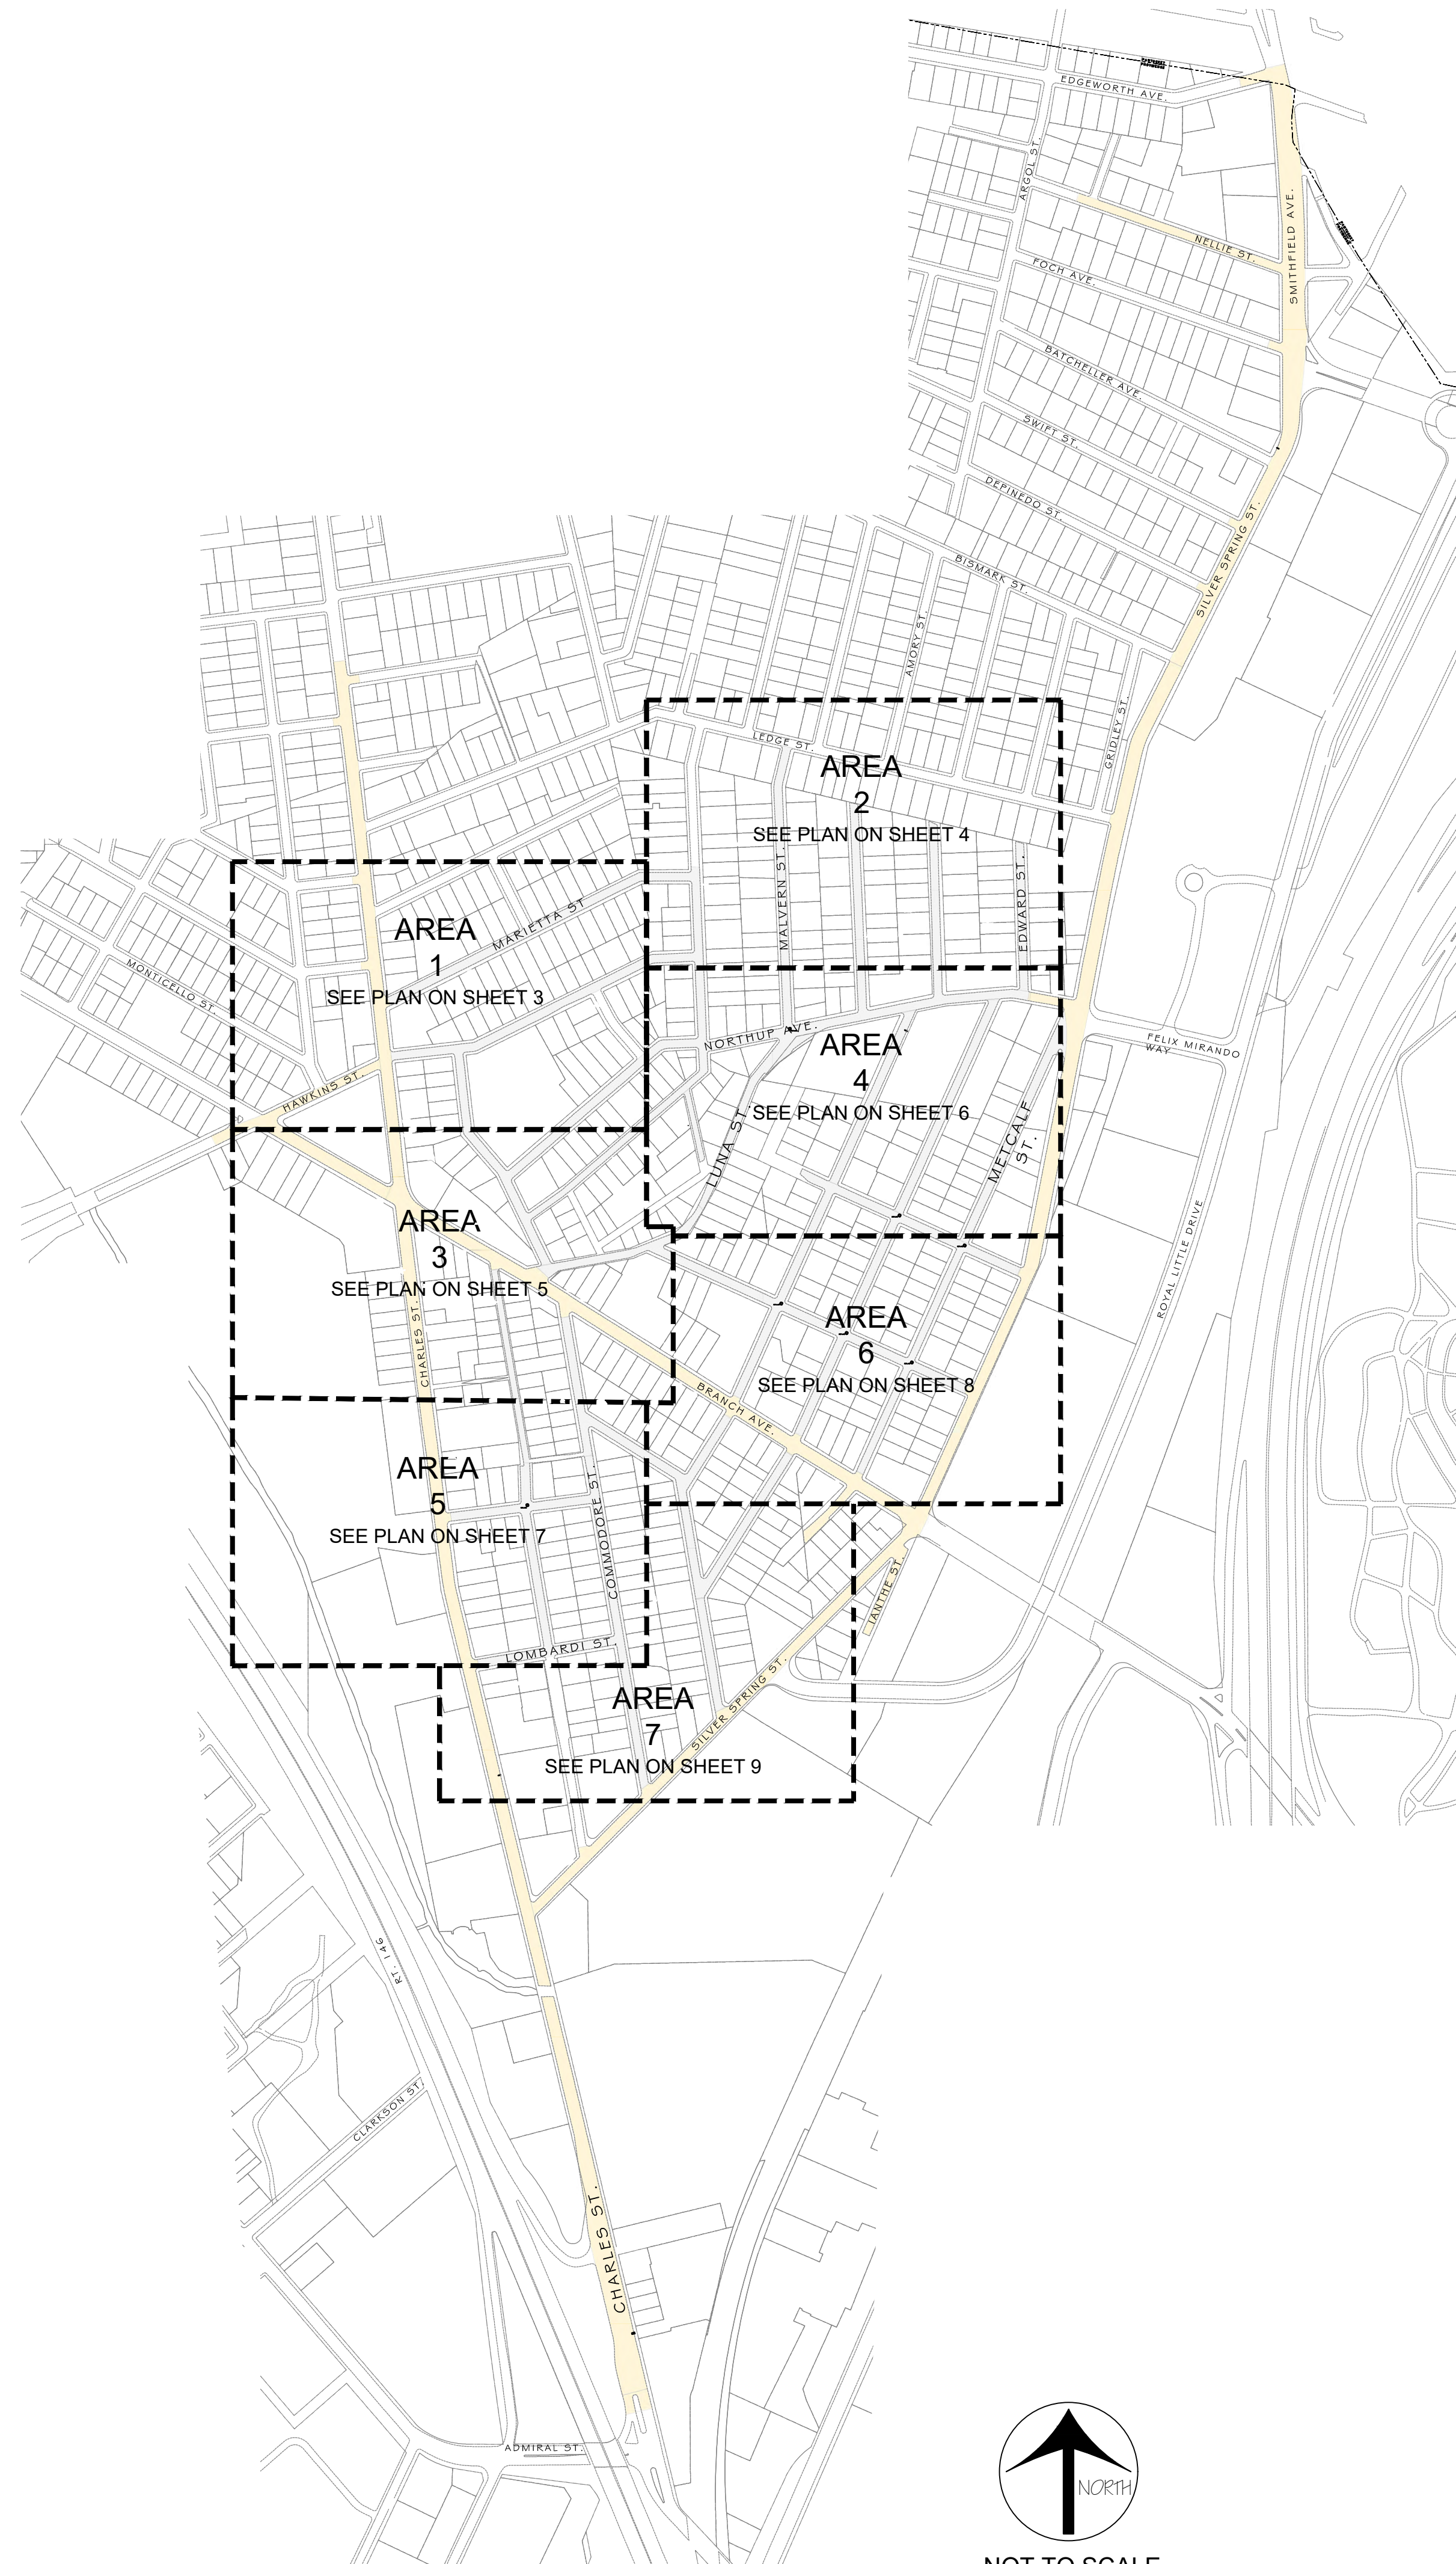 EDGEWORTH AVE.
ARGOL ST.
NELLIE ST.
SMITHFIELD AVE.
FOCH AVE.
BATCHELLER AVE.
SWIFT ST.
DEPINEDO ST.
SILVER SPRING ST.
BISMARK ST.
AMORY ST.
GRIDLEY ST.
LEDGE ST.
AREA
2
SEE PLAN ON SHEET 4
MALVERN ST.
EDWARD ST.
AREA
1
SEE PLAN ON SHEET 3
MARIETTA ST
MONTICELLO ST.
HAWKINS ST.
NORTHUP AVE.
AREA
4
SEE PLAN ON SHEET 6
FELIX MIRANDO
WAY
LUNA ST.
METCALF
ST.
ROYAL LITTLE DRIVE
AREA
3
SEE PLAN ON SHEET 5
CHARLES ST.
AREA
6
SEE PLAN ON SHEET 8
BRANCH AVE.
AREA
5
SEE PLAN ON SHEET 7
COMMODORE ST.
IANTHE ST.
LOMBARDI ST.
SILVER SPRING ST.
AREA
7
SEE PLAN ON SHEET 9
RT. 146
CLARKSON ST.
CHARLES ST.
ADMIRAL ST.
NORTH
NOT TO SCALE